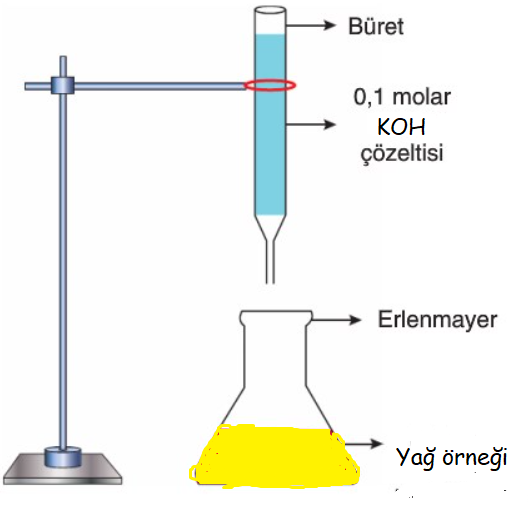 Büret
0,1 molar
KOH
çözeltisi
Erlenmayer
Yağ örneği